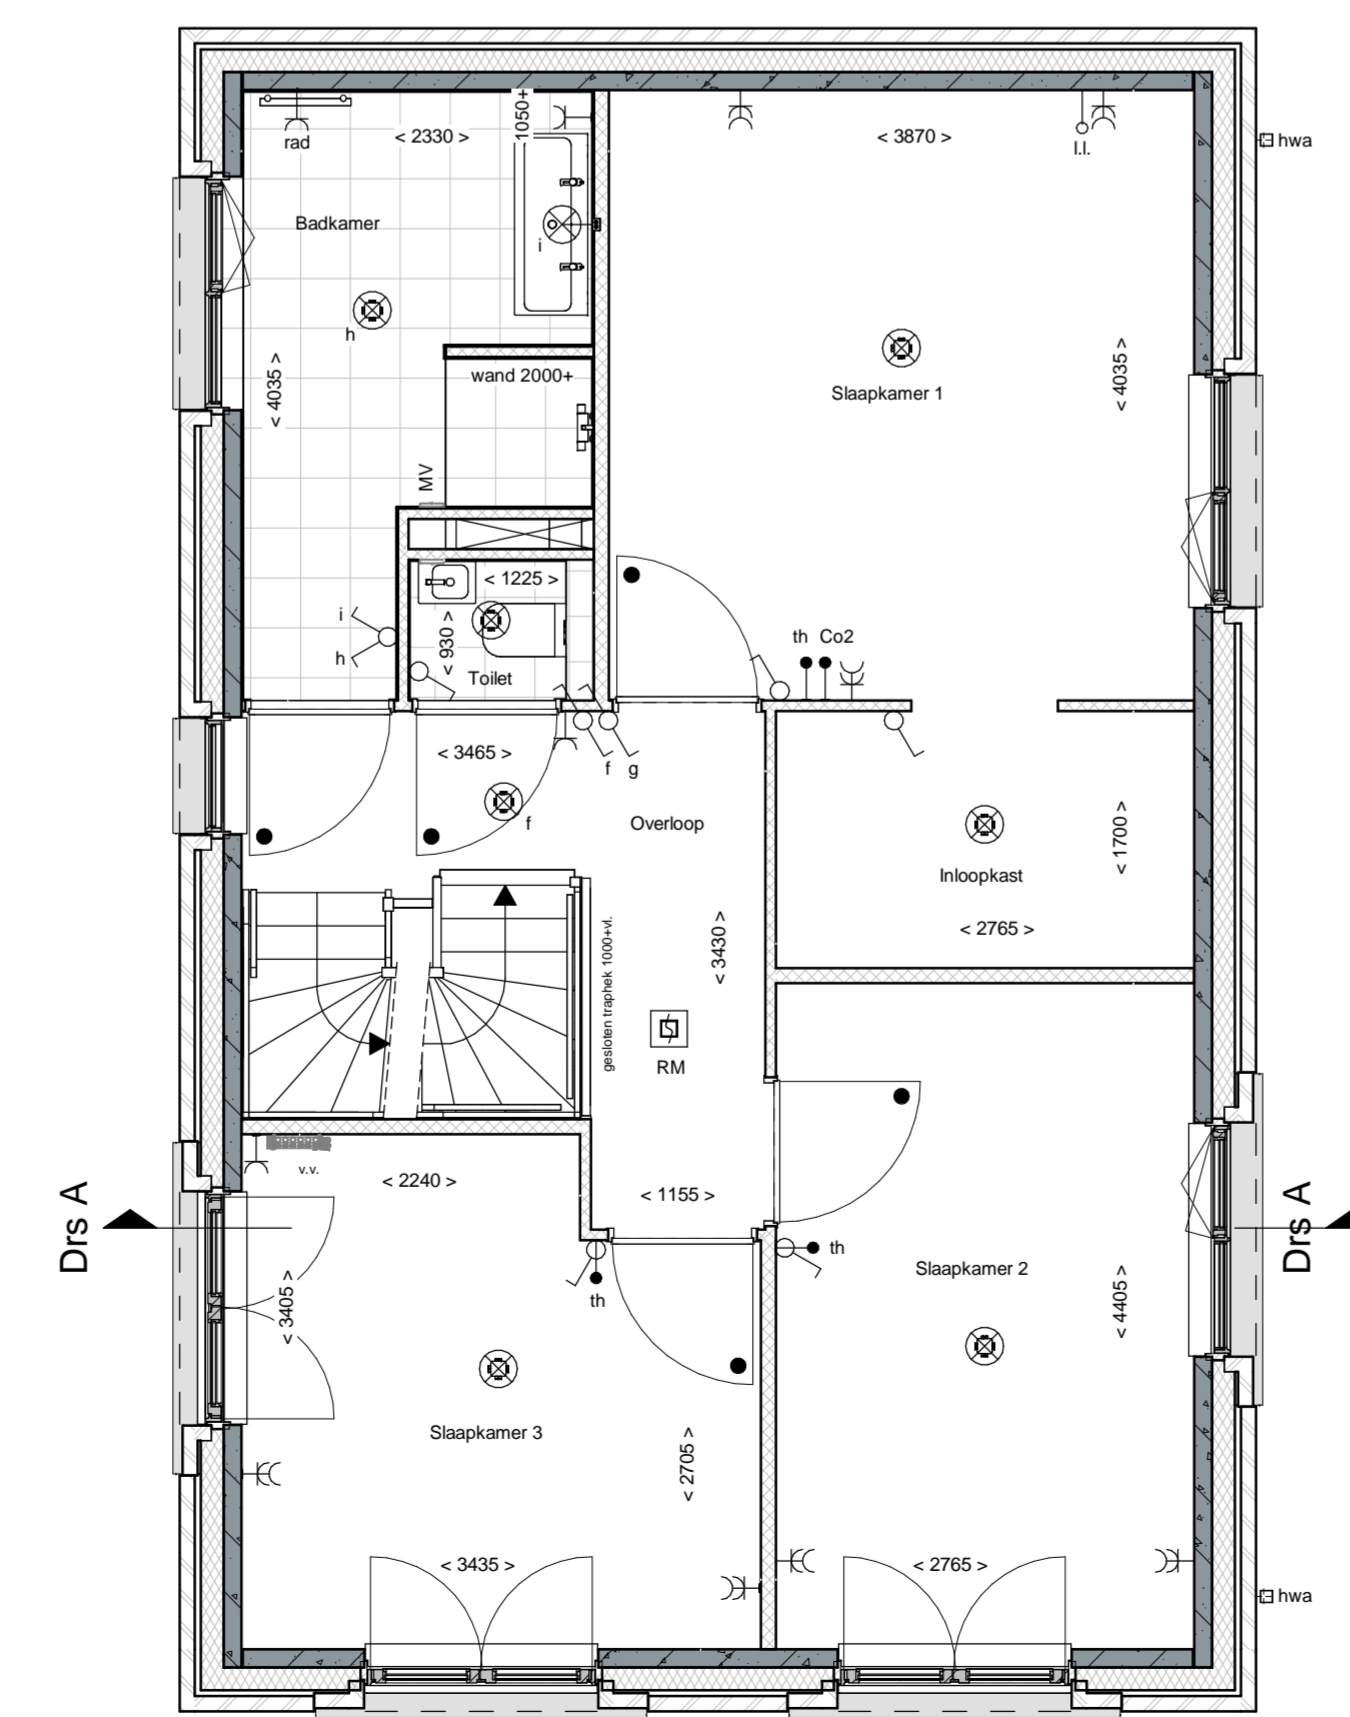 rad
< 2330 >
1050+
< 3870 >
l.l.
hwa
Badkamer
i
h
< 4035 >
wand 2000+
Slaapkamer 1
< 4035 >
MV
< 1225 >
< 930 >
Toilet
i
h
th Co2
< 3465 >
f g
f
Overloop
Inloopkast
< 1700 >
< 2765 >
gesloten traphek 1000+vl.
< 3430 >
RM
v.v.
< 2240 >
< 1155 >
Drs A
Drs A
th
th
< 3405 >
Slaapkamer 2
< 4405 >
Slaapkamer 3
< 2705 >
< 3435 >
< 2765 >
hwa